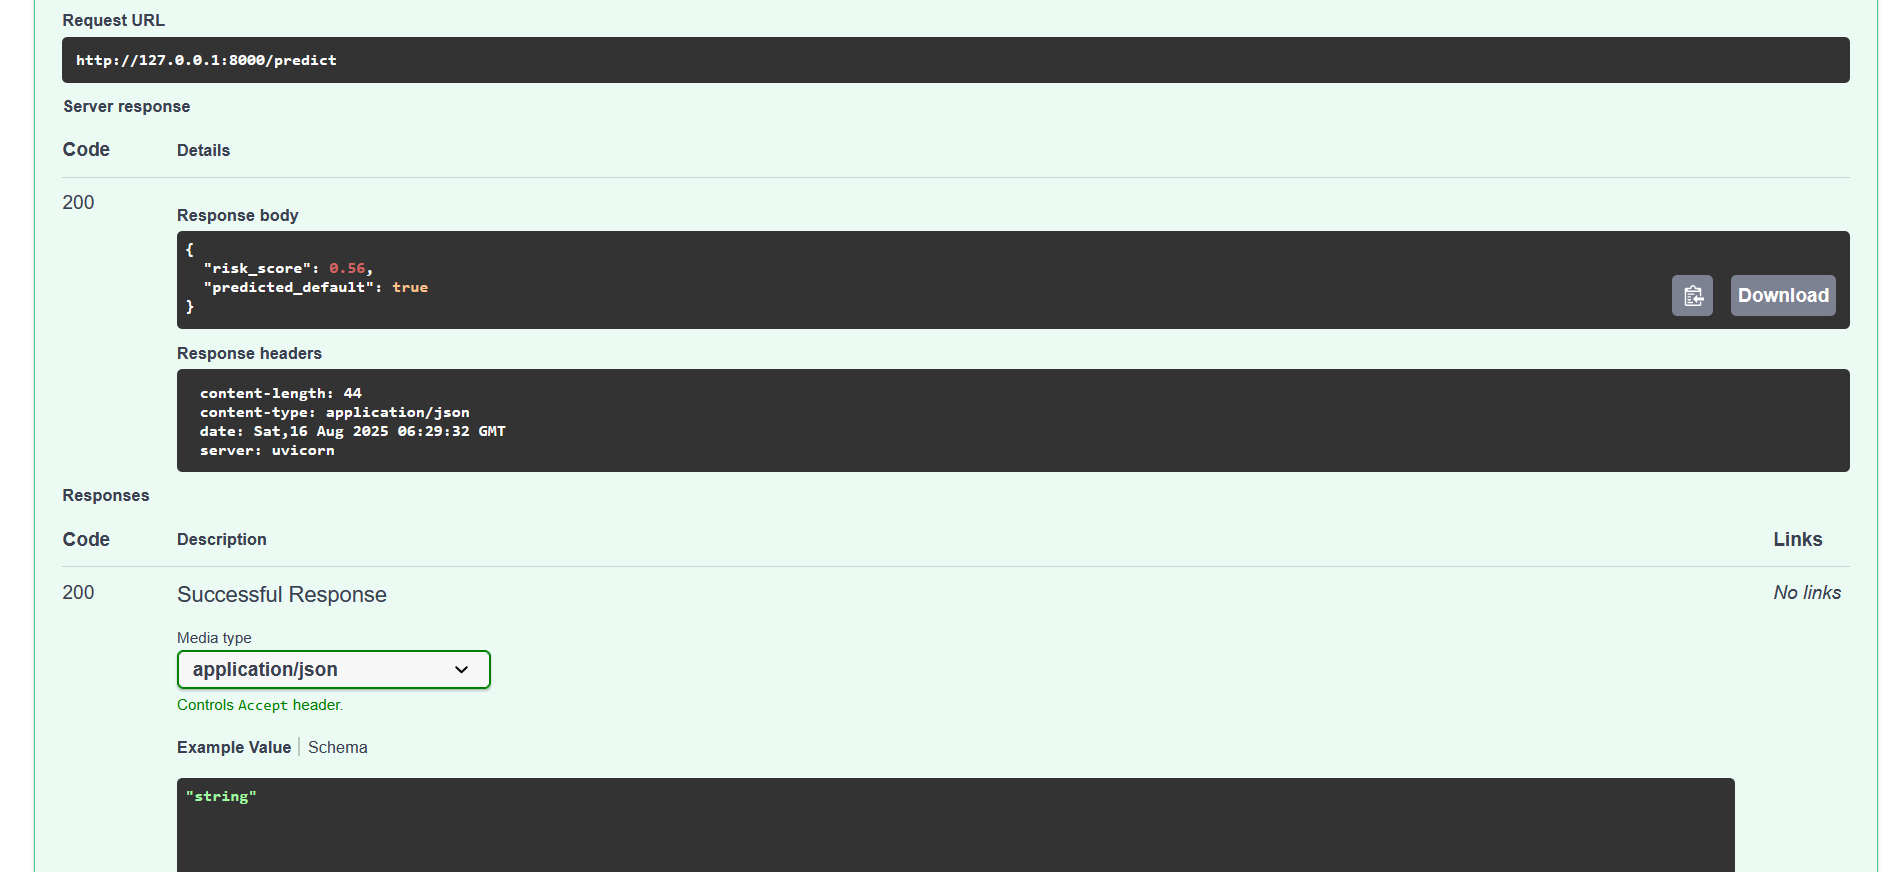 Request URL
http://127.0.0.1:8000/predict
Server response
Code Details
200
Response body
{
"risk_score": 0.56,
"predicted_default": true
}
Download
Response headers
content-length: 44
content-type: application/json
date: Sat,16 Aug 2025 06:29:32 GMT
server: uvicorn
Responses
Code Description Links
200 Successful Response No links
Media type
application/json
Controls Accept header.
Example Value Schema
"string"